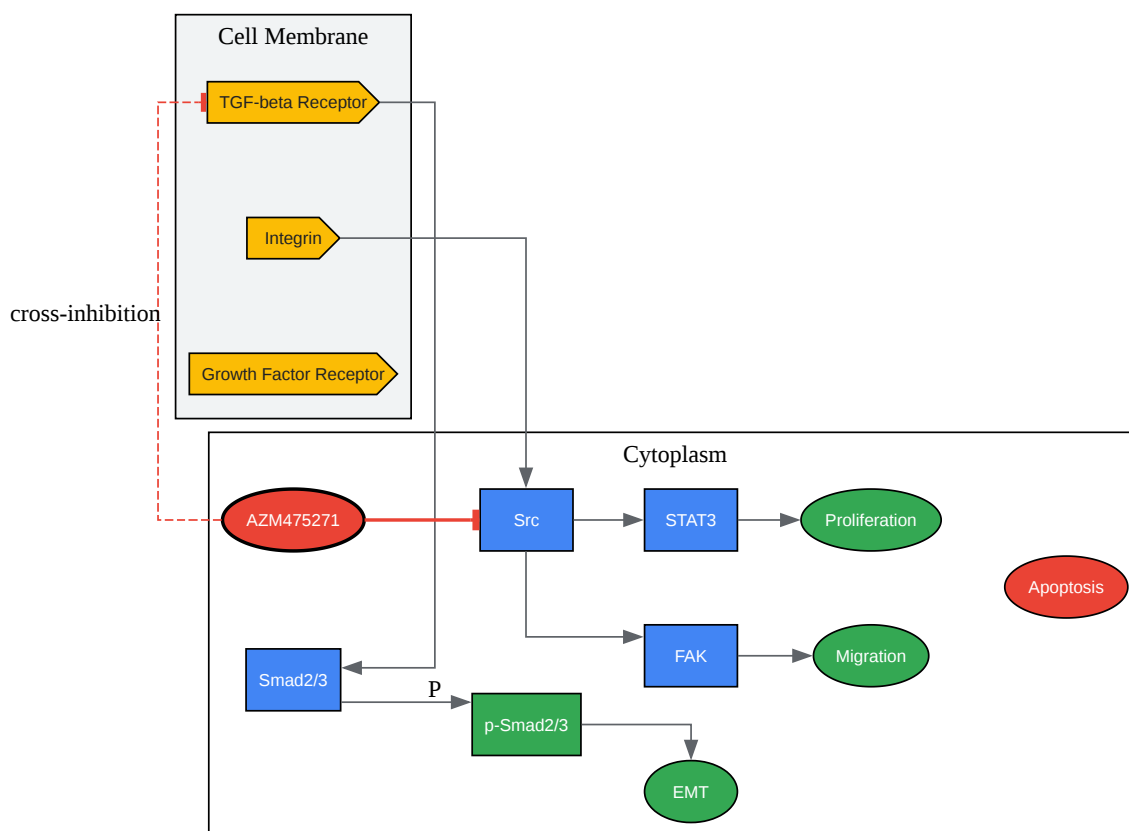 Cell Membrane
TGF-beta Receptor
Integrin
cross-inhibition
Growth Factor Receptor
Cytoplasm
AZM475271
Src
STAT3
Proliferation
Apoptosis
FAK
Migration
Smad2/3
P
p-Smad2/3
EMT